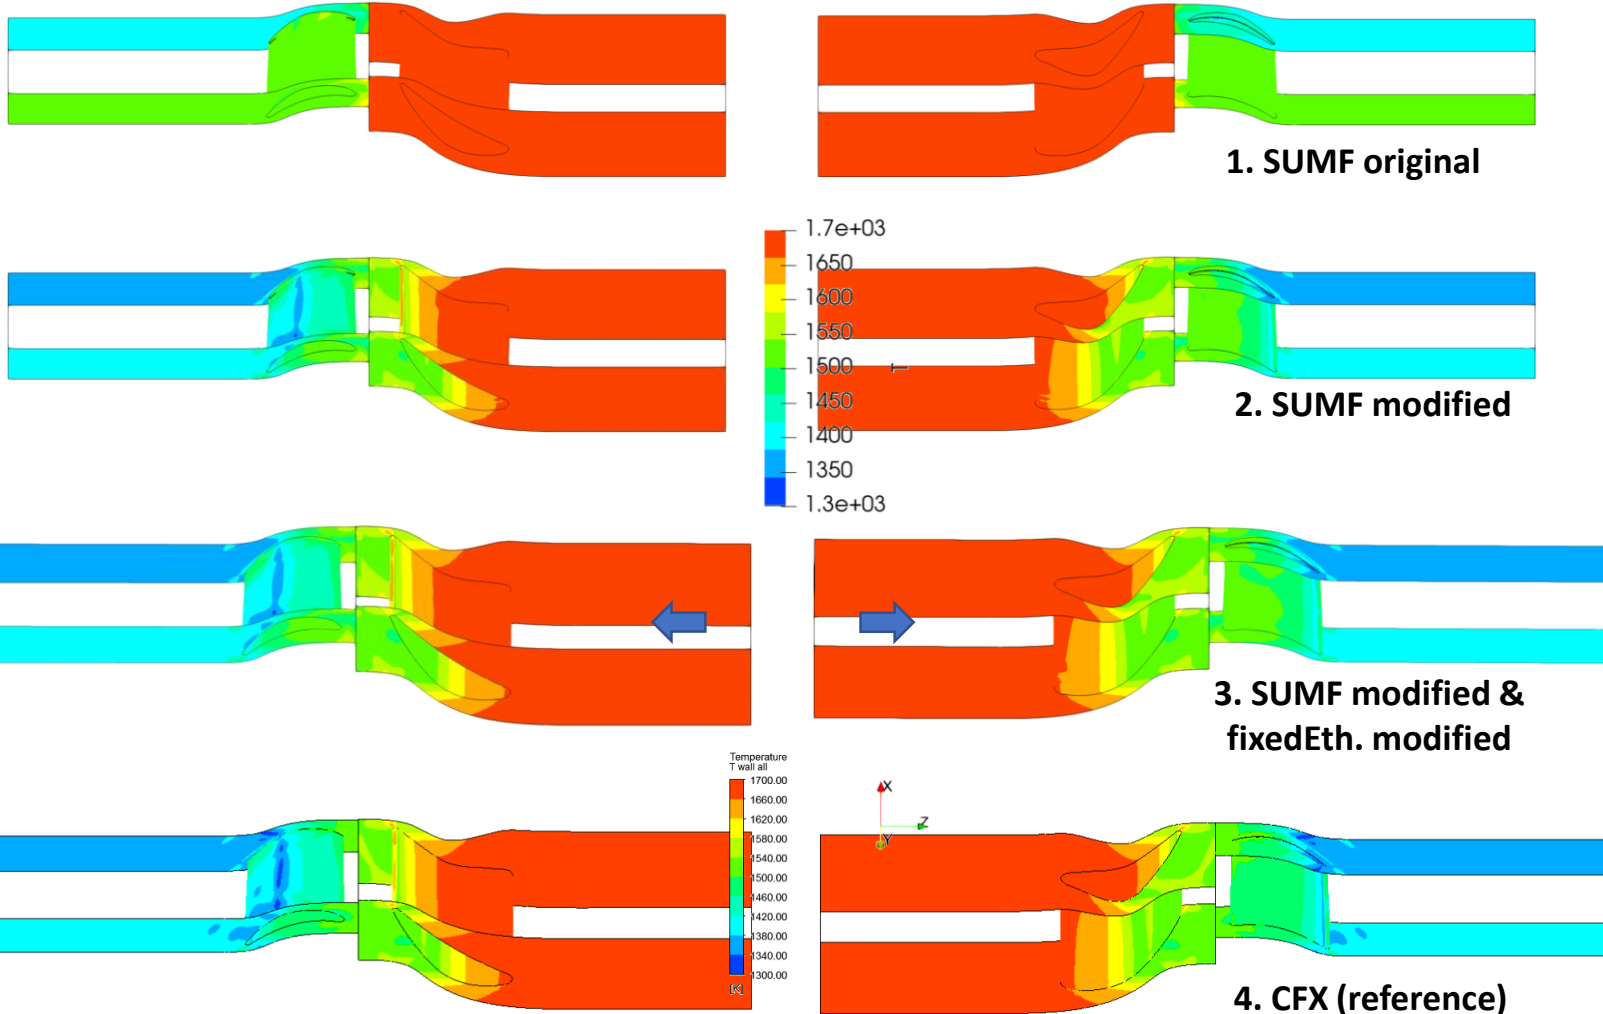 1. SUMF original
1.7e+03
1650
1600
1550
1500
1450
1400
1350
1.3e+03
T
2. SUMF modified
3. SUMF modified &
fixedEth. modified
Temperature
T wall all
1700.00
1660.00
1620.00
1580.00
1540.00
1500.00
1460.00
1420.00
1380.00
1340.00
1300.00
[K]
X
Z
Y
4. CFX (reference)